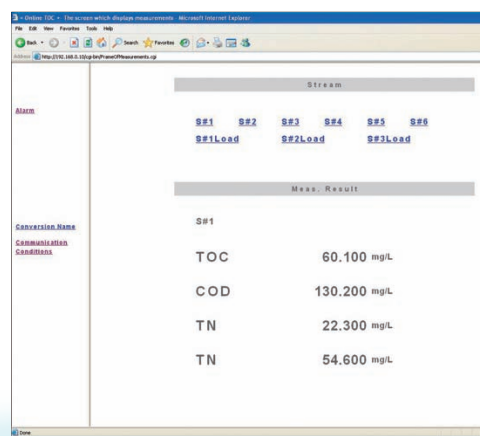 - Online TOC - The screen which displays measurements - Microsoft Internet Explorer
File Edit View Favorites Tools Help
Back Search Favorites
Address http://192.168.0.10/cgi-bin/FrameOfMeasurements.cgi
Stream
Alarm
S#1 S#2 S#3 S#4 S#5 S#6
S#1Load S#2Load S#3Load
Meas. Result
S#1
Conversion Name
Communication
Conditions
TOC 60.100 mg/L
COD 130.200 mg/L
TN 22.300 mg/L
TN 54.600 mg/L
Done